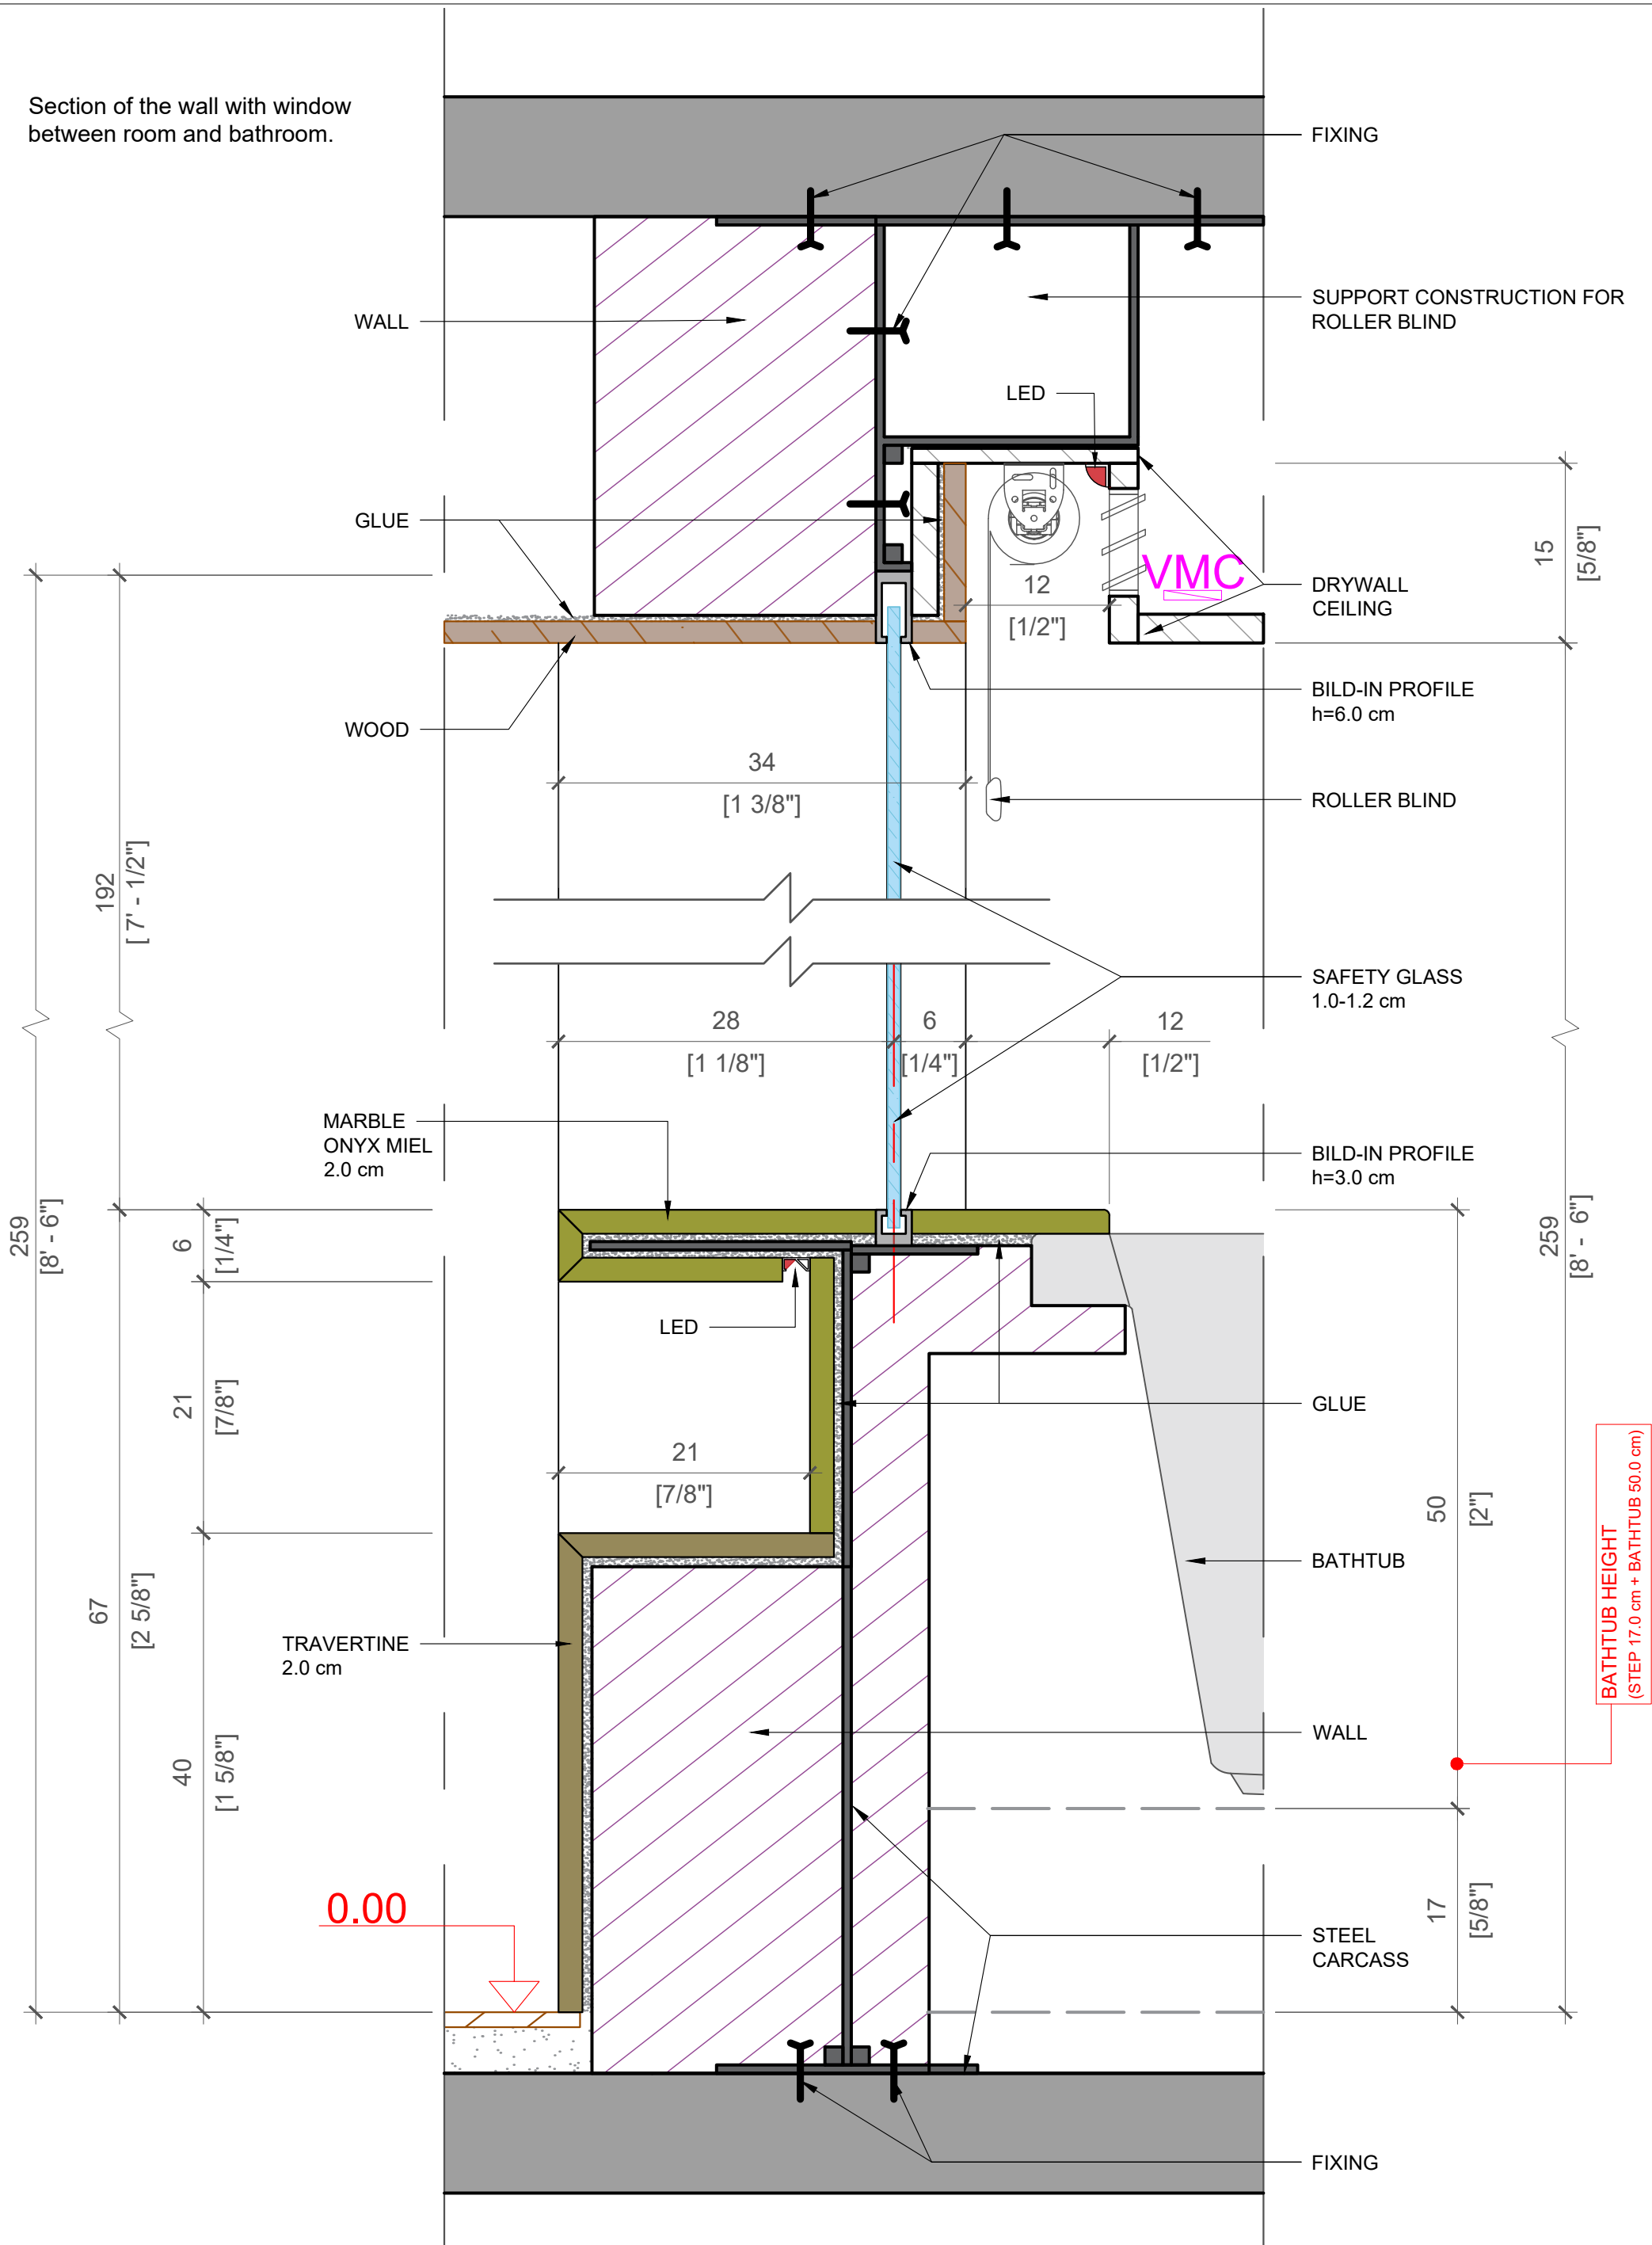 Section of the wall with window
between room and bathroom.
FIXING
SUPPORT CONSTRUCTION FOR
ROLLER BLIND
WALL
LED
GLUE
15
[5/8"]
VMC
12
[1/2"]
DRYWALL
CEILING
BILD-IN PROFILE
h=6.0 cm
WOOD
34
[1 3/8"]
ROLLER BLIND
192
[ 7' - 1/2"]
SAFETY GLASS
1.0-1.2 cm
28
[1 1/8"]
6
[1/4"]
12
[1/2"]
MARBLE
ONYX MIEL
2.0 cm
BILD-IN PROFILE
h=3.0 cm
259
[8' - 6"]
6
[1/4"]
259
[8' - 6"]
LED
21
[7/8"]
GLUE
21
[7/8"]
50
[2"]
BATHTUB HEIGHT
(STEP 17.0 cm + BATHTUB 50.0 cm)
BATHTUB
67
[2 5/8"]
TRAVERTINE
2.0 cm
WALL
40
[1 5/8"]
0.00
17
[5/8"]
STEEL
CARCASS
FIXING